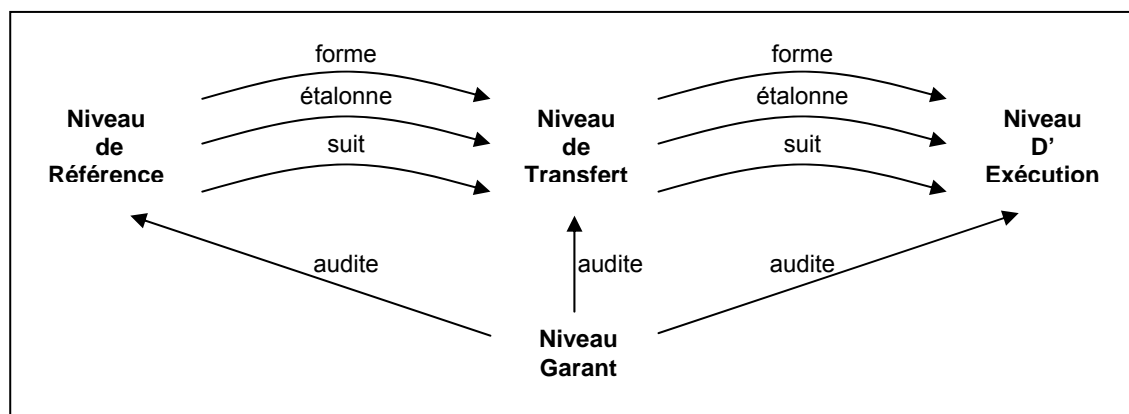 forme
étalonne
suit
forme
étalonne
suit
Niveau
de
Référence
Niveau
de
Transfert
Niveau
D’
Exécution
audite
audite
audite
Niveau
Garant